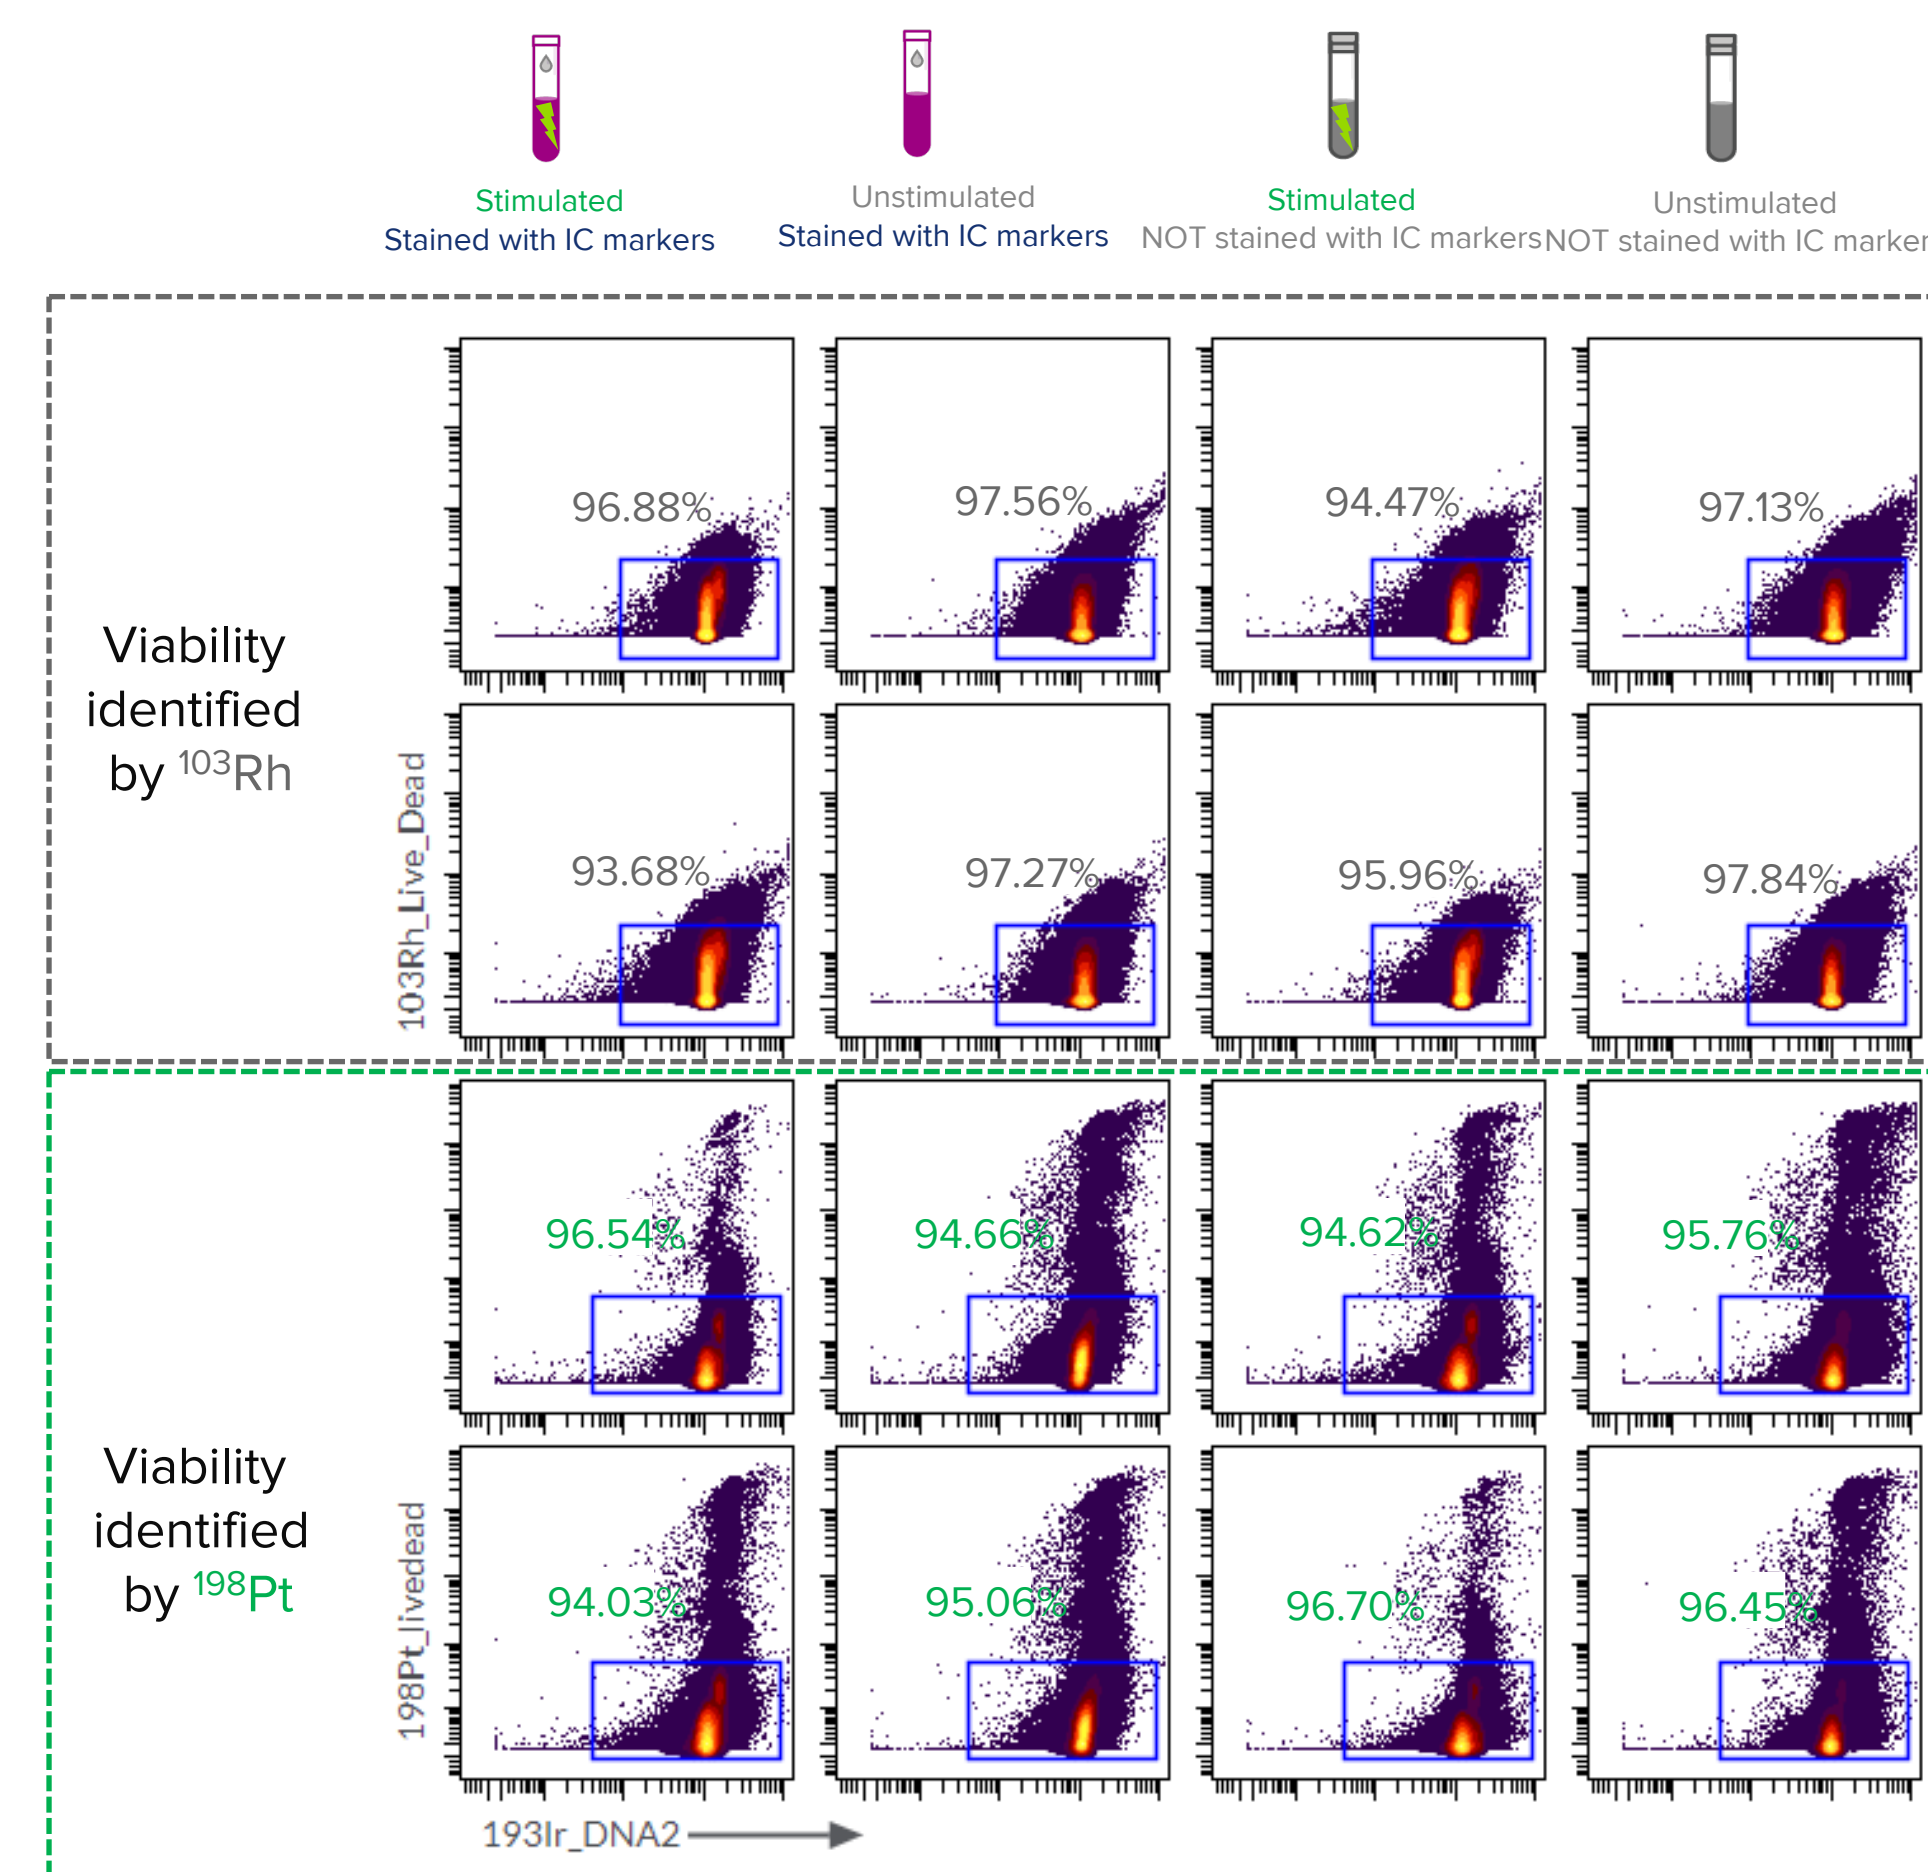 Stimulated
Stained with IC markers
Unstimulated
Stained with IC markers
Stimulated
NOT stained with IC markers
Unstimulated
NOT stained with IC marker
Viability
identified
by ¹⁰³Rh
103Rh_Live_Dead
96.88%
97.56%
94.47%
97.13%
93.68%
97.27%
95.96%
97.84%
Viability
identified
by ¹⁹⁸Pt
198Pt_livedead
96.54%
94.66%
94.62%
95.76%
94.03%
95.06%
96.70%
96.45%
193Ir_DNA2